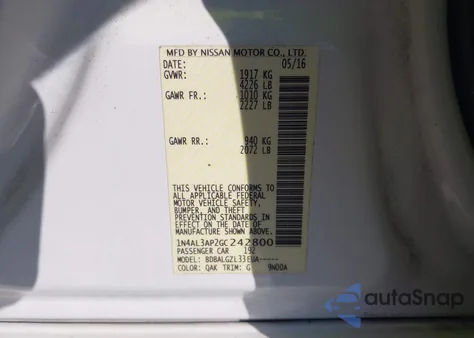 MFD BY NISSAN MOTOR CO., LTD.
DATE: 05/16
GVWR: 1917 KG
4226 LB
GAWR FR.: 1010 KG
2227 LB
GAWR RR.: 940 KG
2072 LB
THIS VEHICLE CONFORMS TO
ALL APPLICABLE FEDERAL
MOTOR VEHICLE SAFETY,
BUMPER, AND THEFT
PREVENTION STANDARDS IN
EFFECT ON THE DATE OF
MANUFACTURE SHOWN ABOVE.
1N4AL3AP2GC242800
PASSENGER CAR 192
MODEL: BDBALGZL33EUA-----
COLOR: QAK TRIM: G
autaSnap